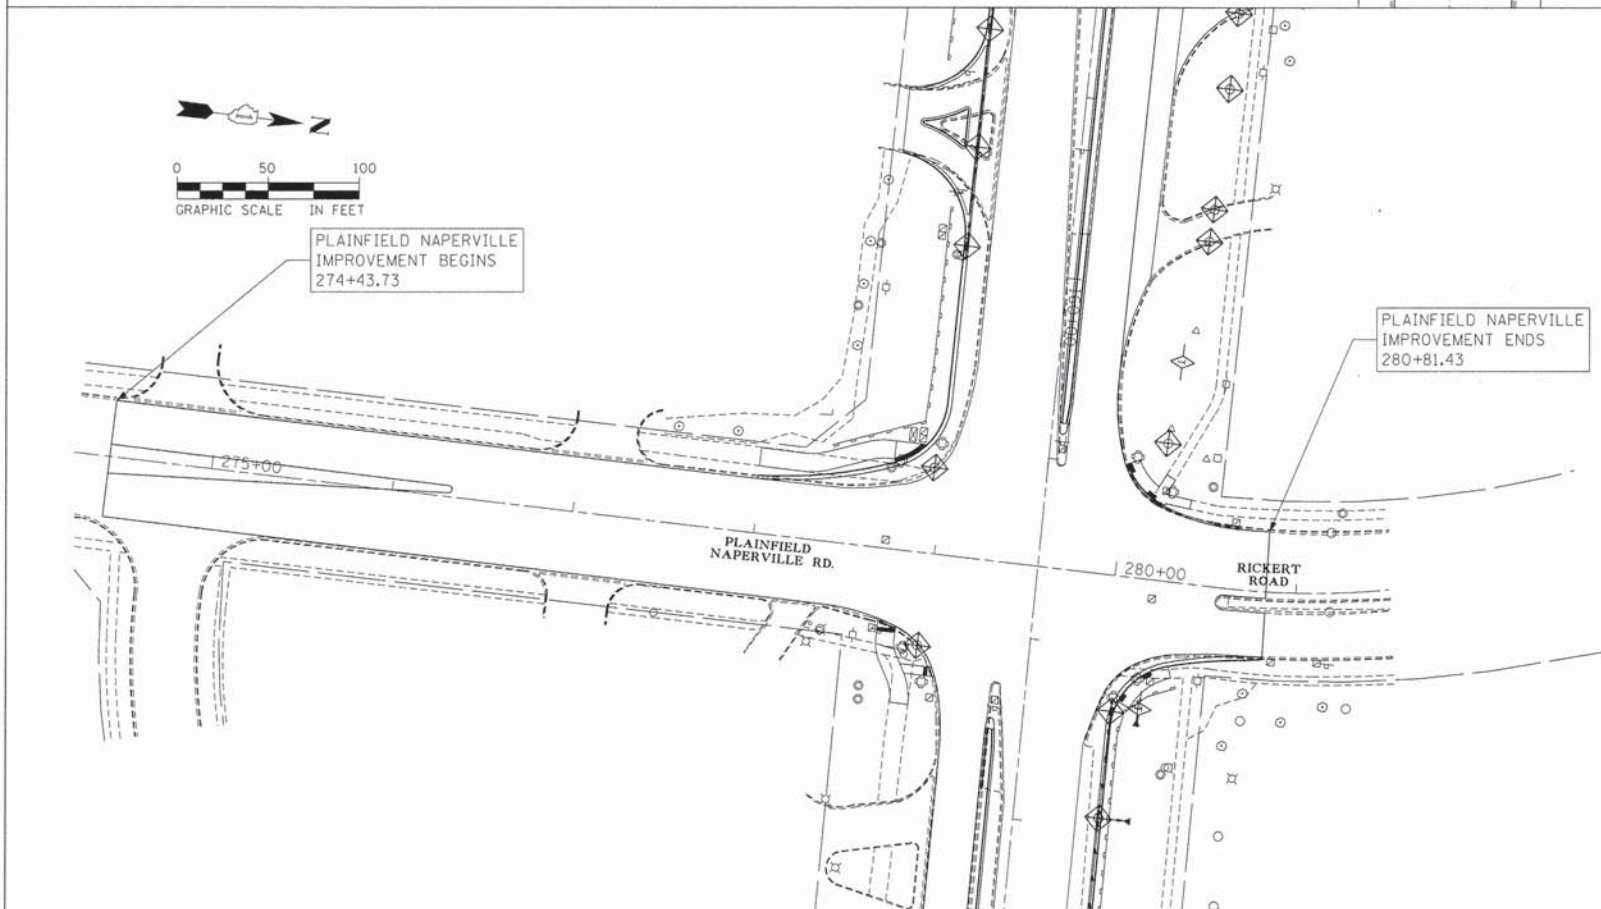 N
0 50 100
GRAPHIC SCALE IN FEET
PLAINFIELD NAPERVILLE
IMPROVEMENT BEGINS
274+43.73
PLAINFIELD NAPERVILLE
IMPROVEMENT ENDS
280+81.43
275+00
PLAINFIELD
NAPERVILLE RD.
280+00
RICKERT
ROAD